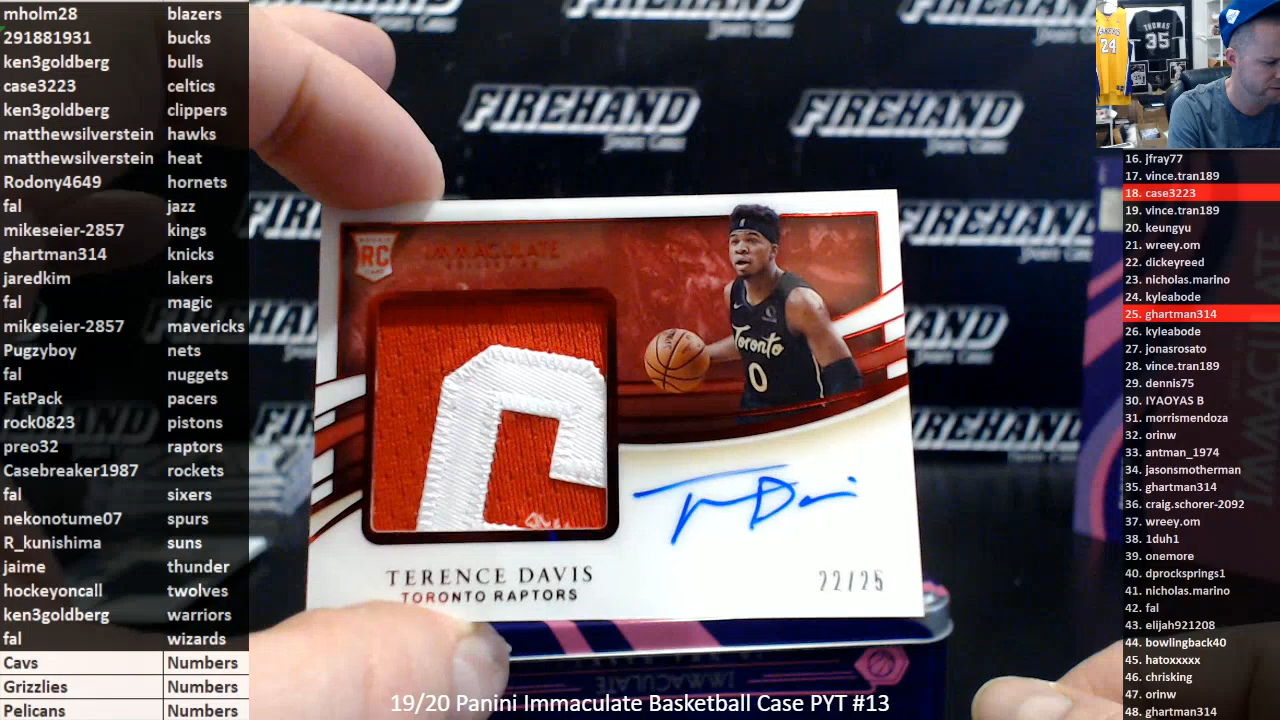 mholm28 blazers
291881931 bucks
ken3goldberg bulls
case3223 celtics
ken3goldberg clippers
matthewsilverstein hawks
matthewsilverstein heat
Rodony4649 hornets
fal jazz
mikeseier-2857 kings
ghartman314 knicks
jaredkim lakers
fal magic
mikeseier-2857 mavericks
Pugzyboy nets
fal nuggets
FatPack pacers
rock0823 pistons
preo32 raptors
Casebreaker1987 rockets
fal sixers
nekonotume07 spurs
R_kunishima suns
jaime thunder
hockeyoncall twolves
ken3goldberg warriors
fal wizards
Cavs Numbers
Grizzlies Numbers
Pelicans Numbers
FIREHAND
FIREHAND
FIREHAND
RC
IMMACULATE
Toronto
0
TERENCE DAVIS
TORONTO RAPTORS
22/25
19/20 Panini Immaculate Basketball Case PYT #13
24
THOMAS
35
16. jfray77
17. vince.tran189
18. case3223
19. vince.tran189
20. keungyu
21. wreey.om
22. dickeyreed
23. nicholas.marino
24. kyleabode
25. ghartman314
26. kyleabode
27. jonasrosato
28. vince.tran189
29. dennis75
30. IYAOYAS B
31. morrismendoza
32. orinw
33. antman_1974
34. jasonsmotherman
35. ghartman314
36. craig.schorer-2092
37. wreey.om
38. 1duh1
39. onemore
40. dprocksprings1
41. nicholas.marino
42. fal
43. elijah921208
44. bowlingback40
45. hatoxxxxx
46. chrisking
47. orinw
48. ghartman314